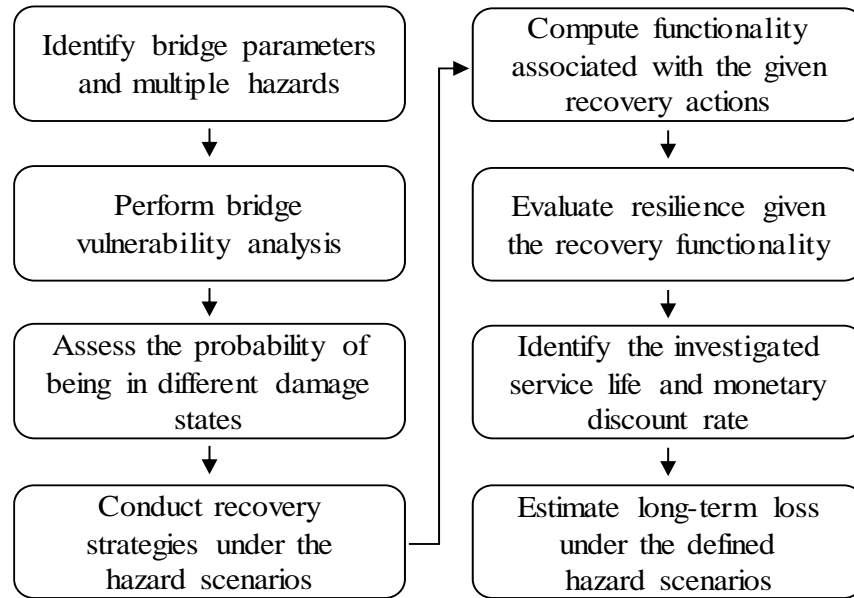 Identify bridge parameters
and multiple hazards
Perform bridge
vulnerability analysis
Assess the probability of
being in different damage
states
Conduct recovery
strategies under the
hazard scenarios
Compute functionality
associated with the given
recovery actions
Evaluate resilience given
the recovery functionality
Identify the investigated
service life and monetary
discount rate
Estimate long-term loss
under the defined
hazard scenarios